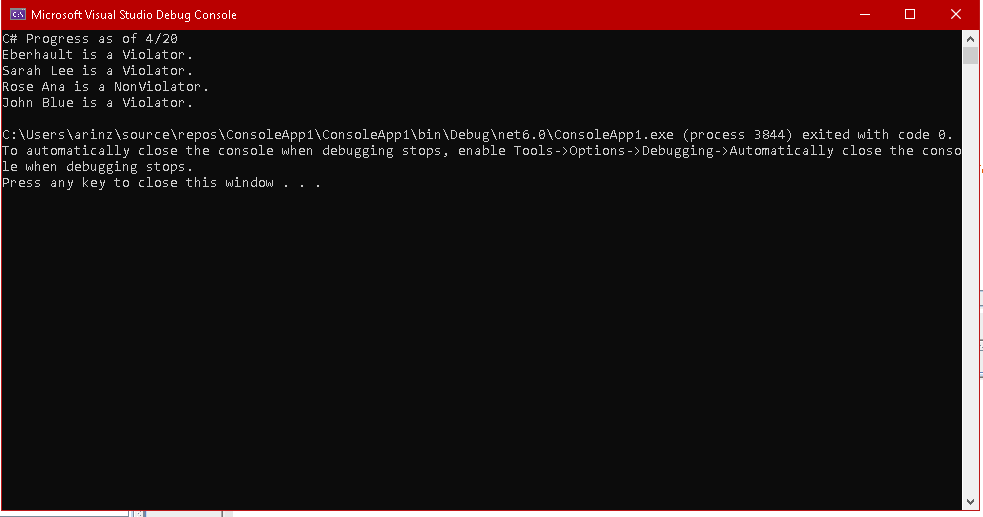 Microsoft Visual Studio Debug Console
C# Progress as of 4/20
Eberhault is a Violator.
Sarah Lee is a Violator.
Rose Ana is a NonViolator.
John Blue is a Violator.
C:\Users\arinz\source\repos\ConsoleApp1\ConsoleApp1\bin\Debug\net6.0\ConsoleApp1.exe (process 3844) exited with code 0.
To automatically close the console when debugging stops, enable Tools->Options->Debugging->Automatically close the conso
le when debugging stops.
Press any key to close this window . . .